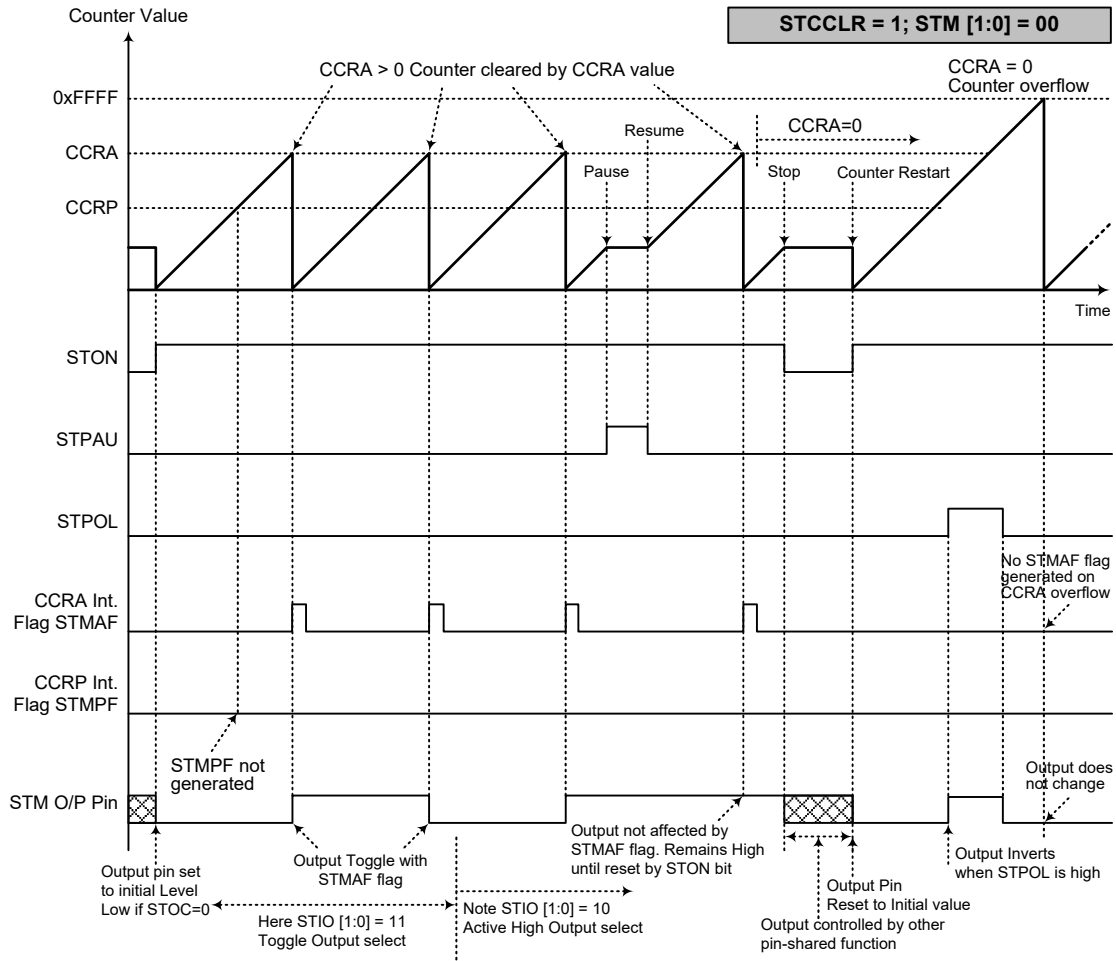 Counter Value
STCCLR = 1; STM [1:0] = 00
CCRA > 0 Counter cleared by CCRA value
CCRA = 0
Counter overflow
0xFFFF
CCRA=0
Resume
CCRA
Pause
Stop
Counter Restart
CCRP
Time
STON
STPAU
STPOL
No STMAF flag
generated on
CCRA overflow
CCRA Int.
Flag STMAF
CCRP Int.
Flag STMPF
STMPF not
generated
Output does
not change
STM O/P Pin
Output pin set
to initial Level
Low if STOC=0
Output Toggle with
STMAF flag
Output not affected by
STMAF flag. Remains High
until reset by STON bit
Output Inverts
when STPOL is high
Output Pin
Reset to Initial value
Here STIO [1:0] = 11
Toggle Output select
Note STIO [1:0] = 10
Active High Output select
Output controlled by other
pin-shared function